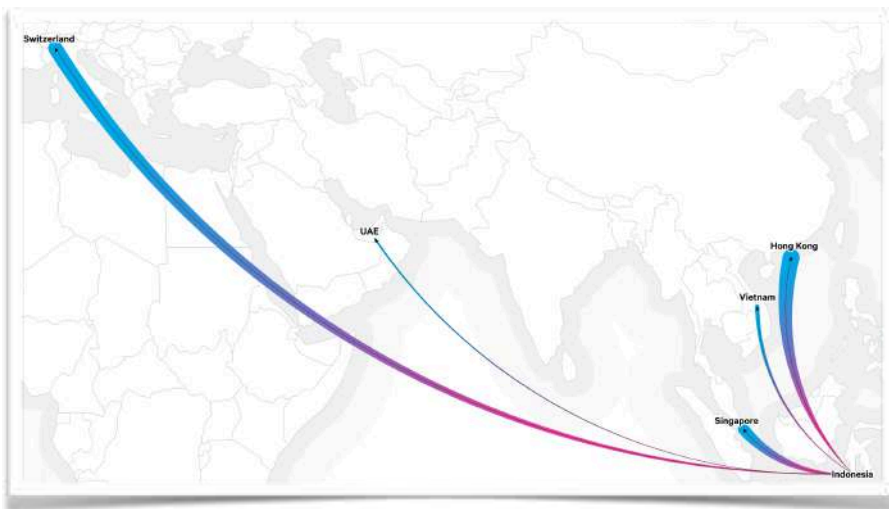 Switzerland
UAE
Hong Kong
Vietnam
Singapore
Indonesia